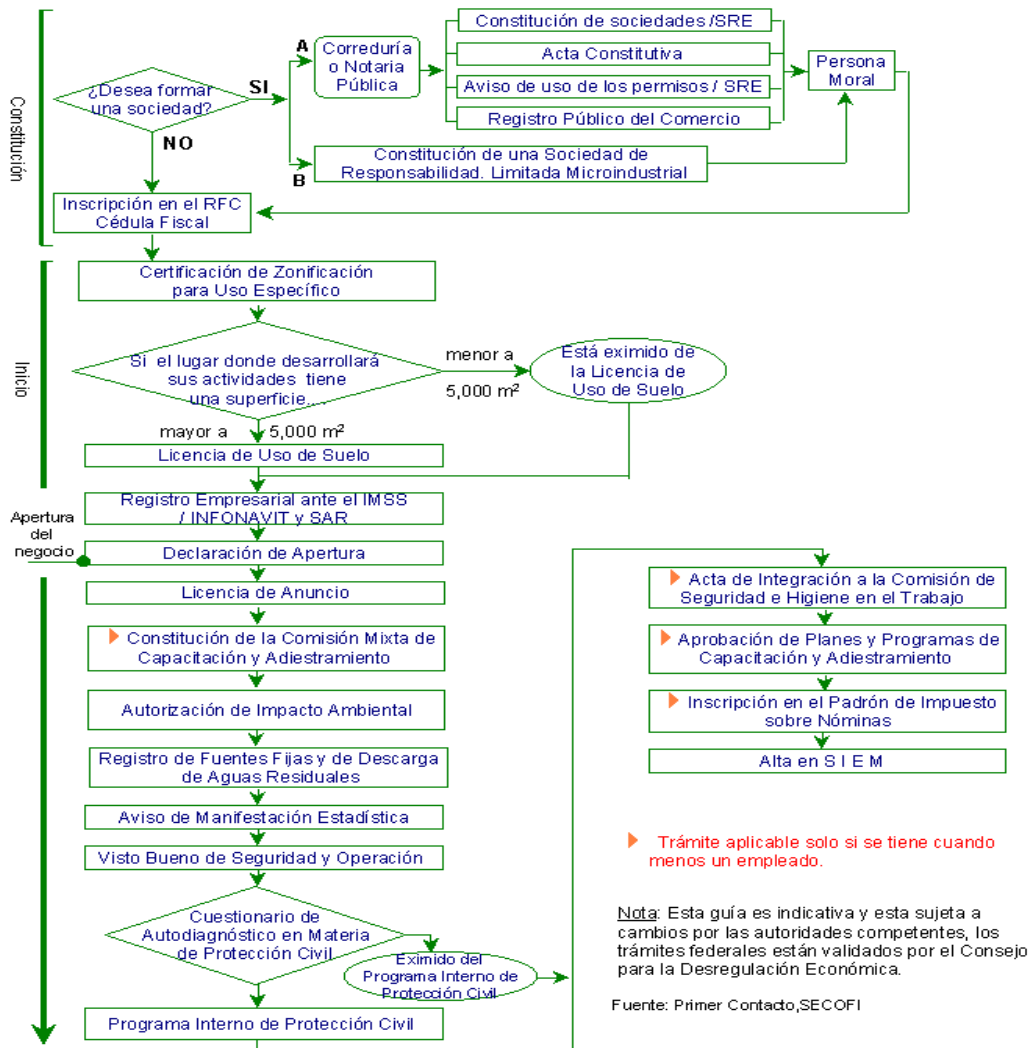 Constitución
¿Desea formar
una sociedad?
SI
NO
A
B
Correduría
o Notaria
Pública
Constitución de sociedades /SRE
Acta Constitutiva
Aviso de uso de los permisos / SRE
Registro Público del Comercio
Persona
Moral
Constitución de una Sociedad de
Responsabilidad. Limitada Microindustrial
Inscripción en el RFC
Cédula Fiscal
Inicio
Certificación de Zonificación
para Uso Específico
Si el lugar donde desarrollará
sus actividades tiene
una superficie....
menor a
5,000 m²
Está eximido de
la Licencia de
Uso de Suelo
mayor a 5,000 m²
Licencia de Uso de Suelo
Registro Empresarial ante el IMSS
/ INFONAVIT y SAR
Apertura
del
negocio
Declaración de Apertura
Licencia de Anuncio
Constitución de la Comisión Mixta de
Capacitación y Adiestramiento
Autorización de Impacto Ambiental
Registro de Fuentes Fijas y de Descarga
de Aguas Residuales
Aviso de Manifestación Estadística
Visto Bueno de Seguridad y Operación
Cuestionario de
Autodiagnóstico en Materia
de Protección Civil
Eximido del
Programa Interno de
Protección Civil
Programa Interno de Protección Civil
Acta de Integración a la Comisión de
Seguridad e Higiene en el Trabajo
Aprobación de Planes y Programas de
Capacitación y Adiestramiento
Inscripción en el Padrón de Impuesto
sobre Nóminas
Alta en S I E M
Trámite aplicable solo si se tiene cuando
menos un empleado.
Nota: Esta guía es indicativa y esta sujeta a
cambios por las autoridades competentes, los
trámites federales están validados por el Consejo
para la Desregulación Económica.
Fuente: Primer Contacto,SECOFI